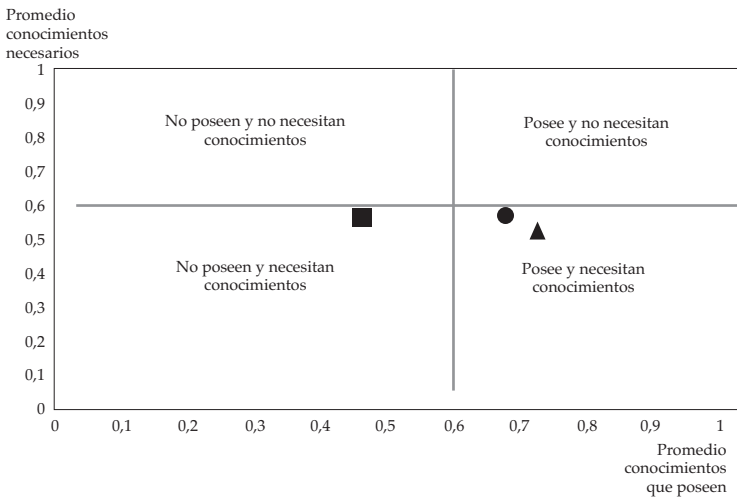 Promedio
conocimientos
necesarios
1
0,9
0,8
0,7
0,6
0,5
0,4
0,3
0,2
0,1
0
No poseen y no necesitan
conocimientos
Posee y no necesitan
conocimientos
No poseen y necesitan
conocimientos
Posee y necesitan
conocimientos
0 0,1 0,2 0,3 0,4 0,5 0,6 0,7 0,8 0,9 1
Promedio
conocimientos
que poseen